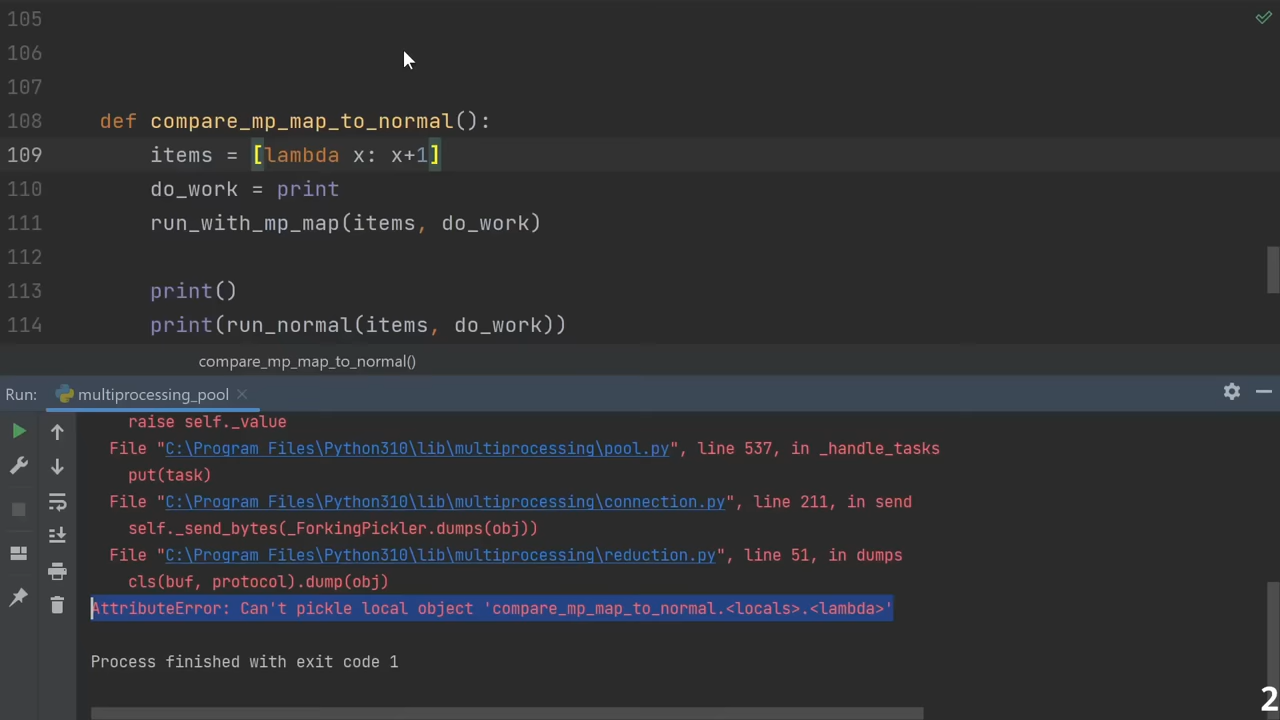 105
106
107
108 def compare_mp_map_to_normal():
109 items = [lambda x: x+1]
110 do_work = print
111 run_with_mp_map(items, do_work)
112
113 print()
114 print(run_normal(items, do_work))
compare_mp_map_to_normal()
Run: multiprocessing_pool
raise self._value
File "C:\Program Files\Python310\lib\multiprocessing\pool.py", line 537, in _handle_tasks
put(task)
File "C:\Program Files\Python310\lib\multiprocessing\connection.py", line 211, in send
self._send_bytes(_ForkingPickler.dumps(obj))
File "C:\Program Files\Python310\lib\multiprocessing\reduction.py", line 51, in dumps
cls(buf, protocol).dump(obj)
AttributeError: Can't pickle local object 'compare_mp_map_to_normal.<locals>.<lambda>'
Process finished with exit code 1
2